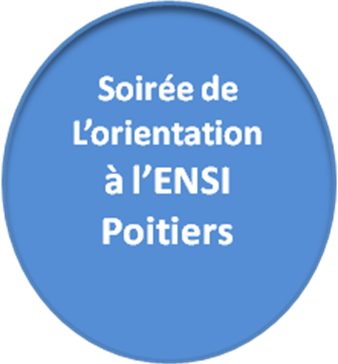 Soirée de
L’orientation
à l’ENSI
Poitiers